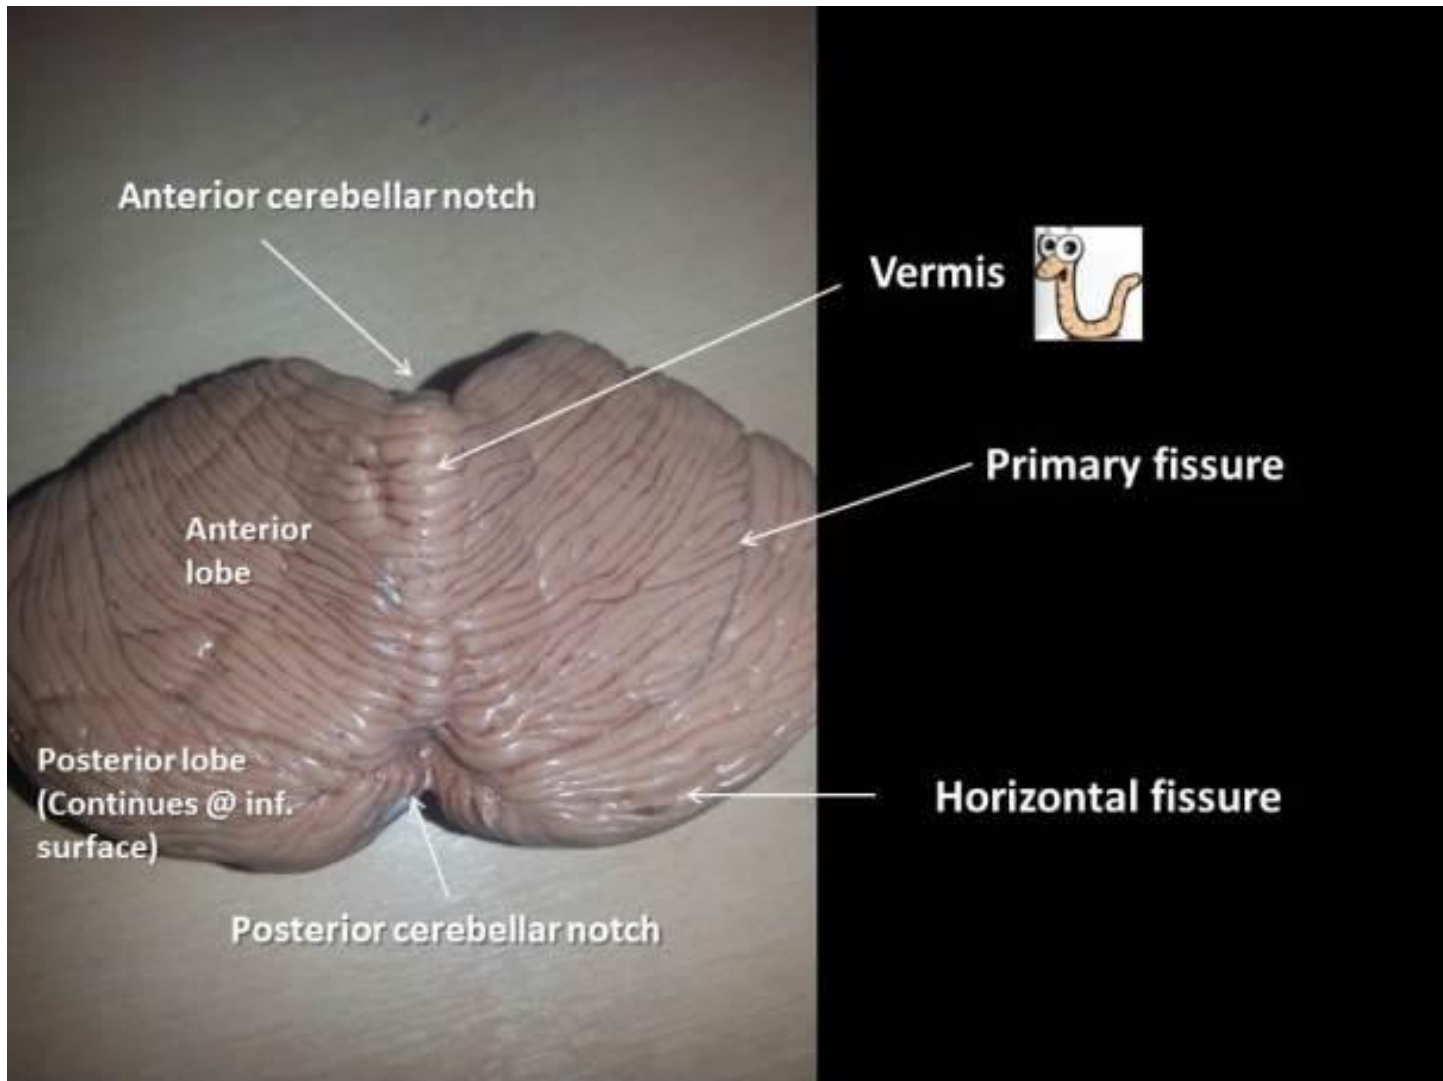 Anterior cerebellar notch
Vermis
Primary fissure
Anterior
lobe
Posterior lobe
(Continues @ inf.
surface)
Horizontal fissure
Posterior cerebellar notch